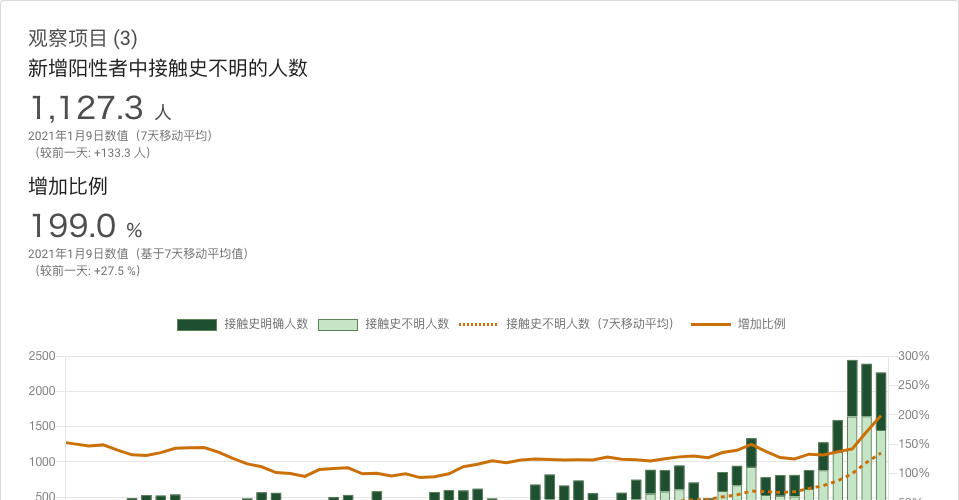 观察项目 (3)
新增阳性者中接触史不明的人数
1,127.3 人
2021年1月9日数值（7天移动平均）
（较前一天: +133.3 人）
增加比例
199.0 %
2021年1月9日数值（基于7天移动平均值）
（较前一天: +27.5 %）
接触史明确人数 接触史不明人数 接触史不明人数（7天移动平均） 增加比例
2500 300%
250%
2000
200%
1500
150%
1000
100%
500